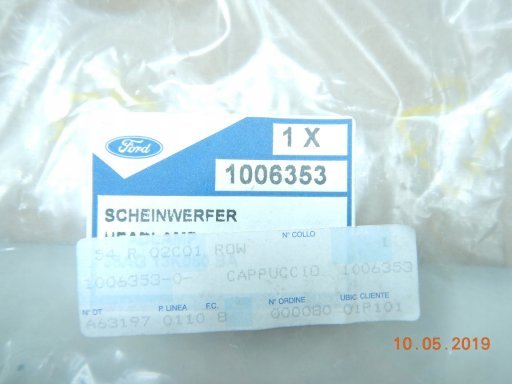 Ford
1 X
1006353
SCHEINWERFER
N° COLLO
54 R 02C01 ROW 1
1006353-0- CAPPUCCIO 1006353
N° DT P. LINEA F.C. N° ORDINE UBIC CLIENTE
A63197 0110 8 000080 01P101
10.05.2019